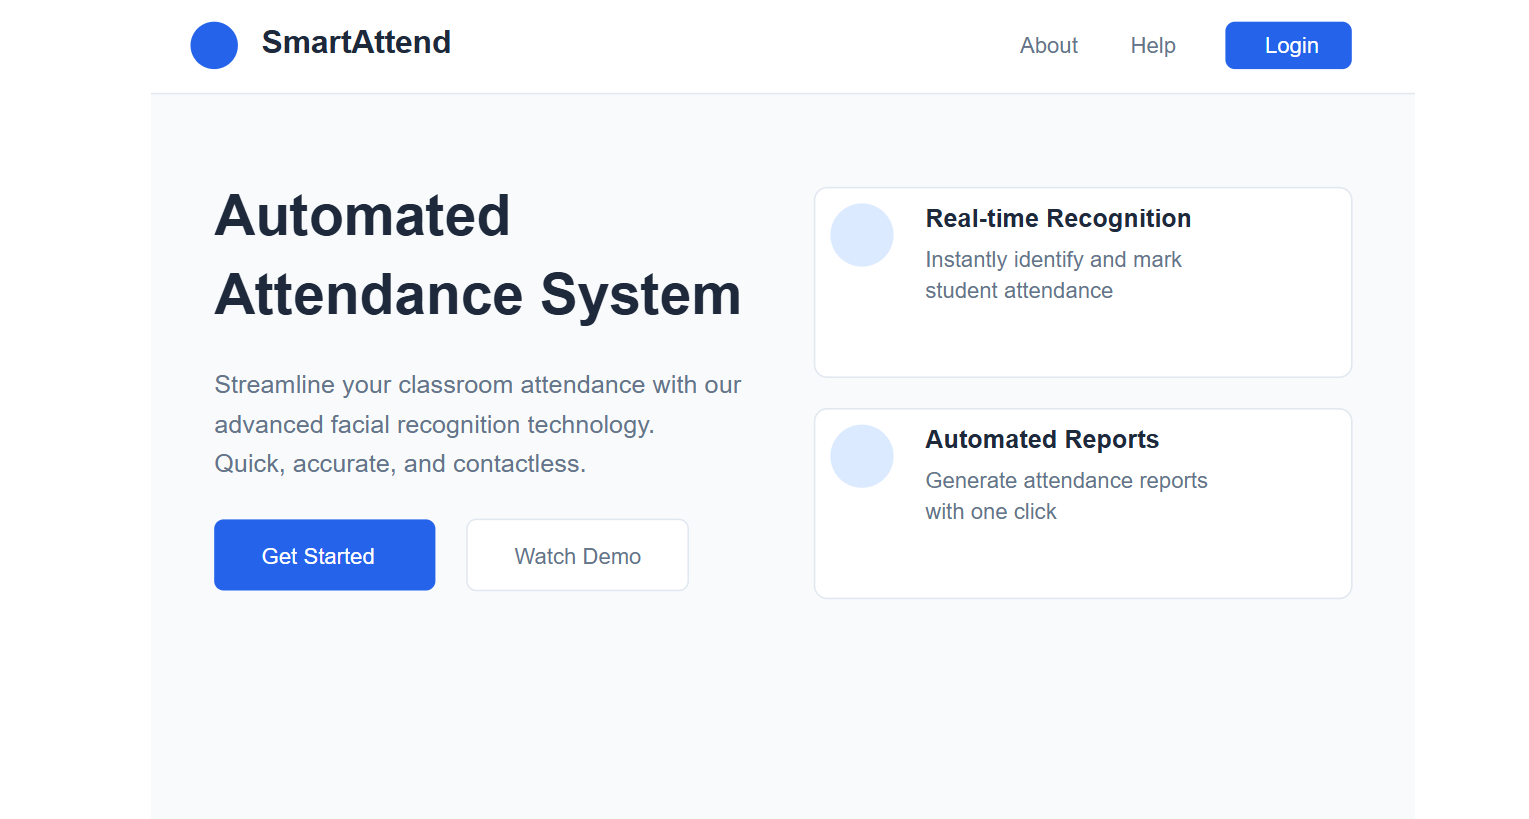 SmartAttend
About
Help
Login
Automated
Attendance System
Streamline your classroom attendance with our
advanced facial recognition technology.
Quick, accurate, and contactless.
Get Started
Watch Demo
Real-time Recognition
Instantly identify and mark
student attendance
Automated Reports
Generate attendance reports
with one click